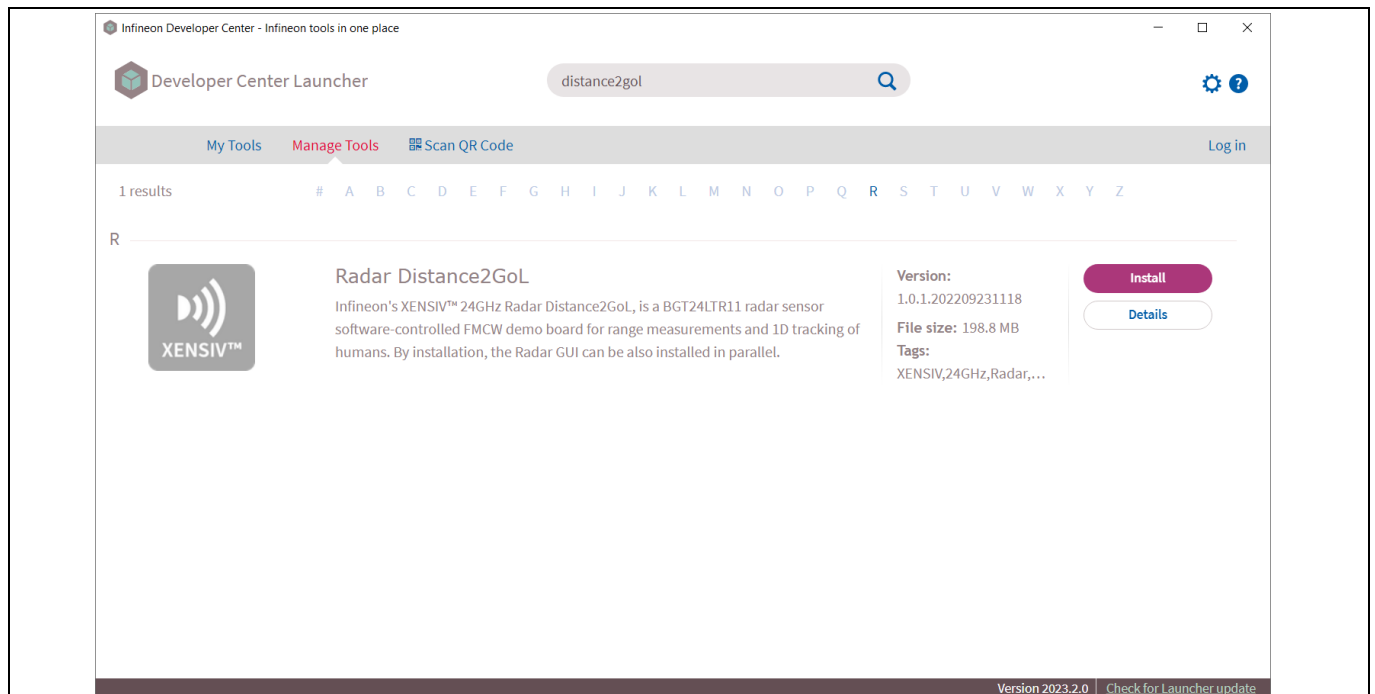 Infineon Developer Center - Infineon tools in one place
Developer Center Launcher
distance2gol
?
My Tools Manage Tools Scan QR Code Log in
1 results # A B C D E F G H I J K L M N O P Q R S T U V W X Y Z
R
XENSIV™
Radar Distance2GoL
Infineon's XENSIV™ 24GHz Radar Distance2GoL, is a BGT24LTR11 radar sensor
software-controlled FMCW demo board for range measurements and 1D tracking of
humans. By installation, the Radar GUI can be also installed in parallel.
Version:
1.0.1.202209231118
File size: 198.8 MB
Tags:
XENSIV,24GHz,Radar,...
Install
Details
Version 2023.2.0 Check for Launcher update